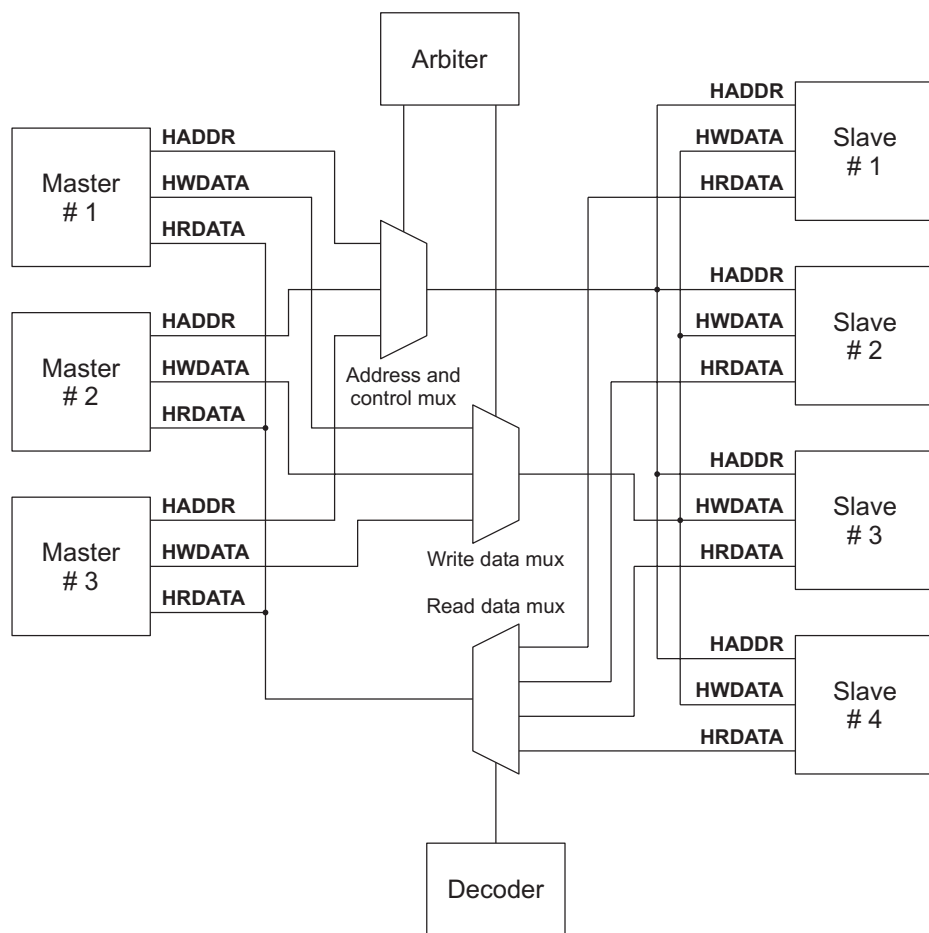 Arbiter
Master
# 1
HADDR
HWDATA
HRDATA
Master
# 2
HADDR
HWDATA
HRDATA
Master
# 3
HADDR
HWDATA
HRDATA
Address and
control mux
Write data mux
Read data mux
HADDR
HWDATA
HRDATA
Slave
# 1
HADDR
HWDATA
HRDATA
Slave
# 2
HADDR
HWDATA
HRDATA
Slave
# 3
HADDR
HWDATA
HRDATA
Slave
# 4
Decoder